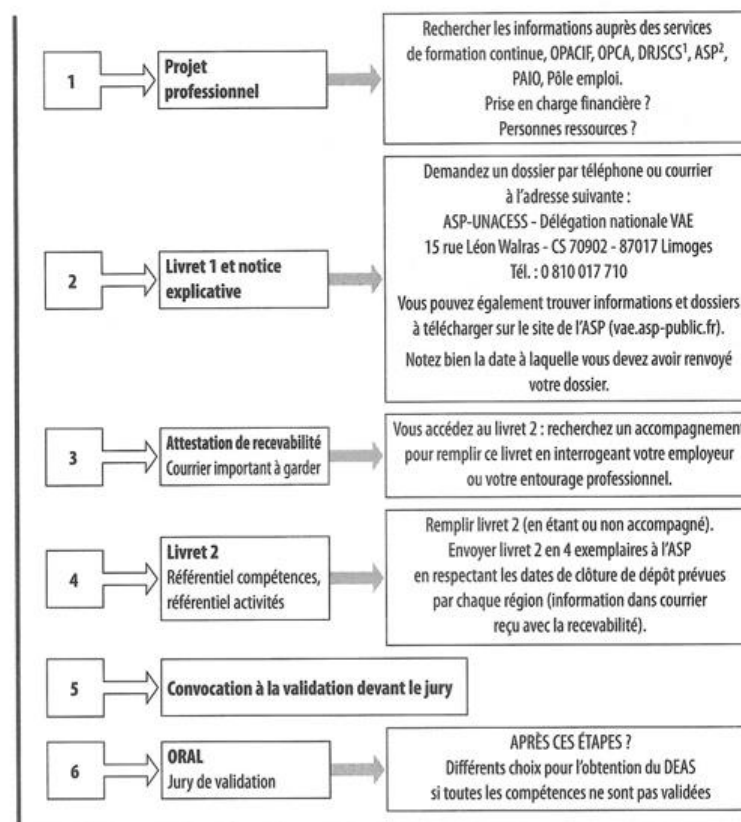 1
Projet
professionnel
Rechercher les informations auprès des services
de formation continue, OPACIF, OPCA, DRJSCS¹, ASP²,
PAIO, Pôle emploi.
Prise en charge financière ?
Personnes ressources ?
2
Livret 1 et notice
explicative
Demandez un dossier par téléphone ou courrier
à l'adresse suivante :
ASP-UNACESS - Délégation nationale VAE
15 rue Léon Walras - CS 70902 - 87017 Limoges
Tél. : 0 810 017 710
Vous pouvez également trouver informations et dossiers
à télécharger sur le site de l'ASP (vae.asp-public.fr).
Notez bien la date à laquelle vous devez avoir renvoyé
votre dossier.
3
Attestation de recevabilité
Courrier important à garder
Vous accédez au livret 2 : recherchez un accompagnement
pour remplir ce livret en interrogeant votre employeur
ou votre entourage professionnel.
4
Livret 2
Référentiel compétences,
référentiel activités
Remplir livret 2 (en étant ou non accompagné).
Envoyer livret 2 en 4 exemplaires à l'ASP
en respectant les dates de clôture de dépôt prévues
par chaque région (information dans courrier
reçu avec la recevabilité).
5
Convocation à la validation devant le jury
6
ORAL
Jury de validation
APRÈS CES ÉTAPES ?
Différents choix pour l'obtention du DEAS
si toutes les compétences ne sont pas validées